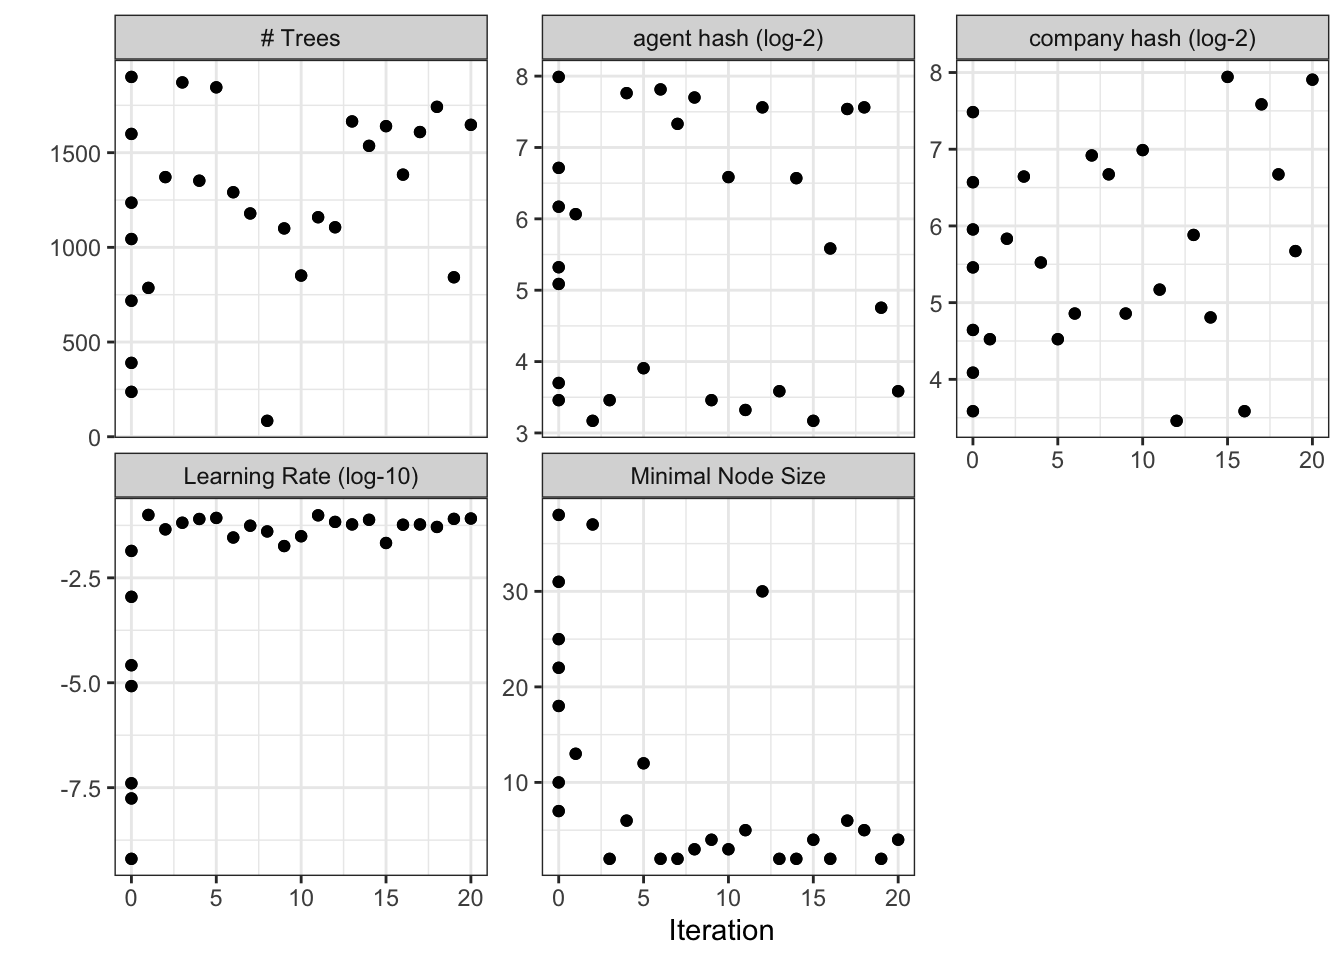 # Trees
agent hash (log-2)
company hash (log-2)
1500
1000
500
0
8
7
6
5
4
3
8
7
6
5
4
0 5 10 15 20
Learning Rate (log-10)
Minimal Node Size
-2.5
-5.0
-7.5
30
20
10
0 5 10 15 20
0 5 10 15 20
Iteration